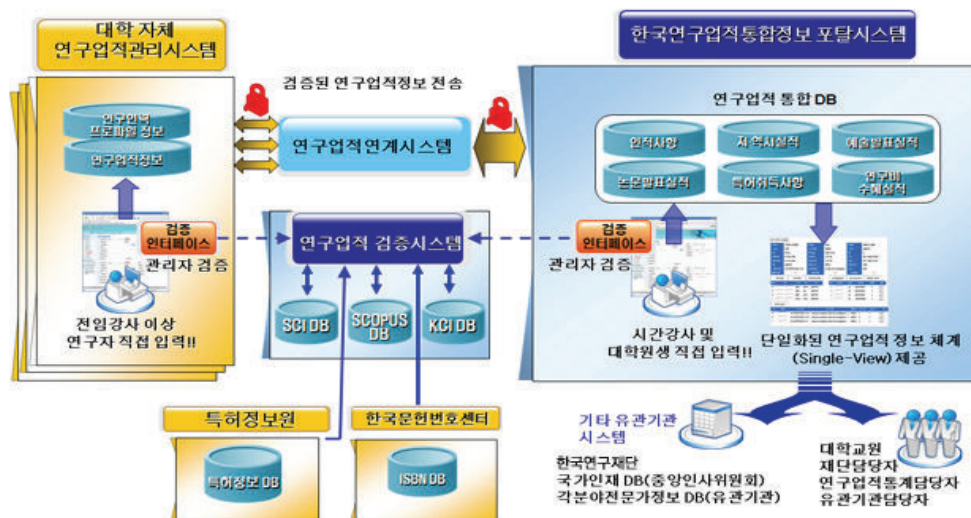 대학 자체
연구업적관리시스템
연구인력
프로파일 정보
연구업적정보
검증
인터페이스
관리자 검증
전임강사 이상
연구자 직접 입력!!
검증된 연구업적정보 전송
연구업적연계시스템
연구업적 검증시스템
SCI DB
SCOPUS
DB
KCI DB
특허정보원
특허정보 DB
한국문헌번호센터
ISBN DB
한국연구업적통합정보 포탈시스템
연구업적 통합 DB
인적사항
저·역서실적
예술발표실적
논문발표실적
특허취득사항
연구비
수혜실적
검증
인터페이스
관리자 검증
시간강사 및
대학원생 직접 입력!!
단일화된 연구업적 정보 체계
(Single-View) 제공
기타 유관기관
시스템
한국연구재단
국가인재 DB(중앙인사위원회)
각분야전문가정보 DB(유관기관)
대학교원
재단담당자
연구업적통계담당자
유관기관담당자